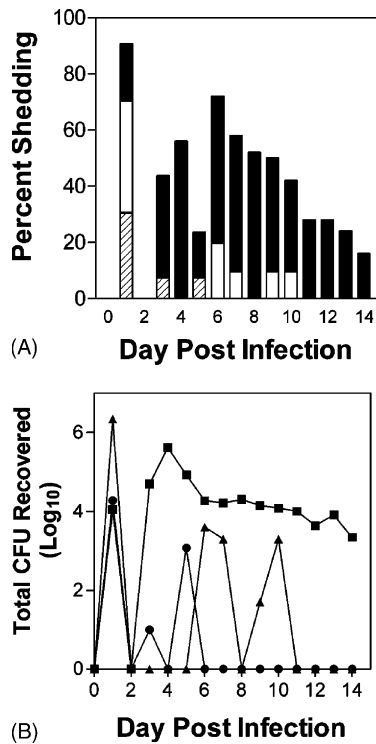 100
80
60
40
20
0
Percent Shedding
0 2 4 6 8 10 12 14
(A) Day Post Infection
6
4
2
0
Total CFU Recovered
(Log10)
0 2 4 6 8 10 12 14
(B) Day Post Infection